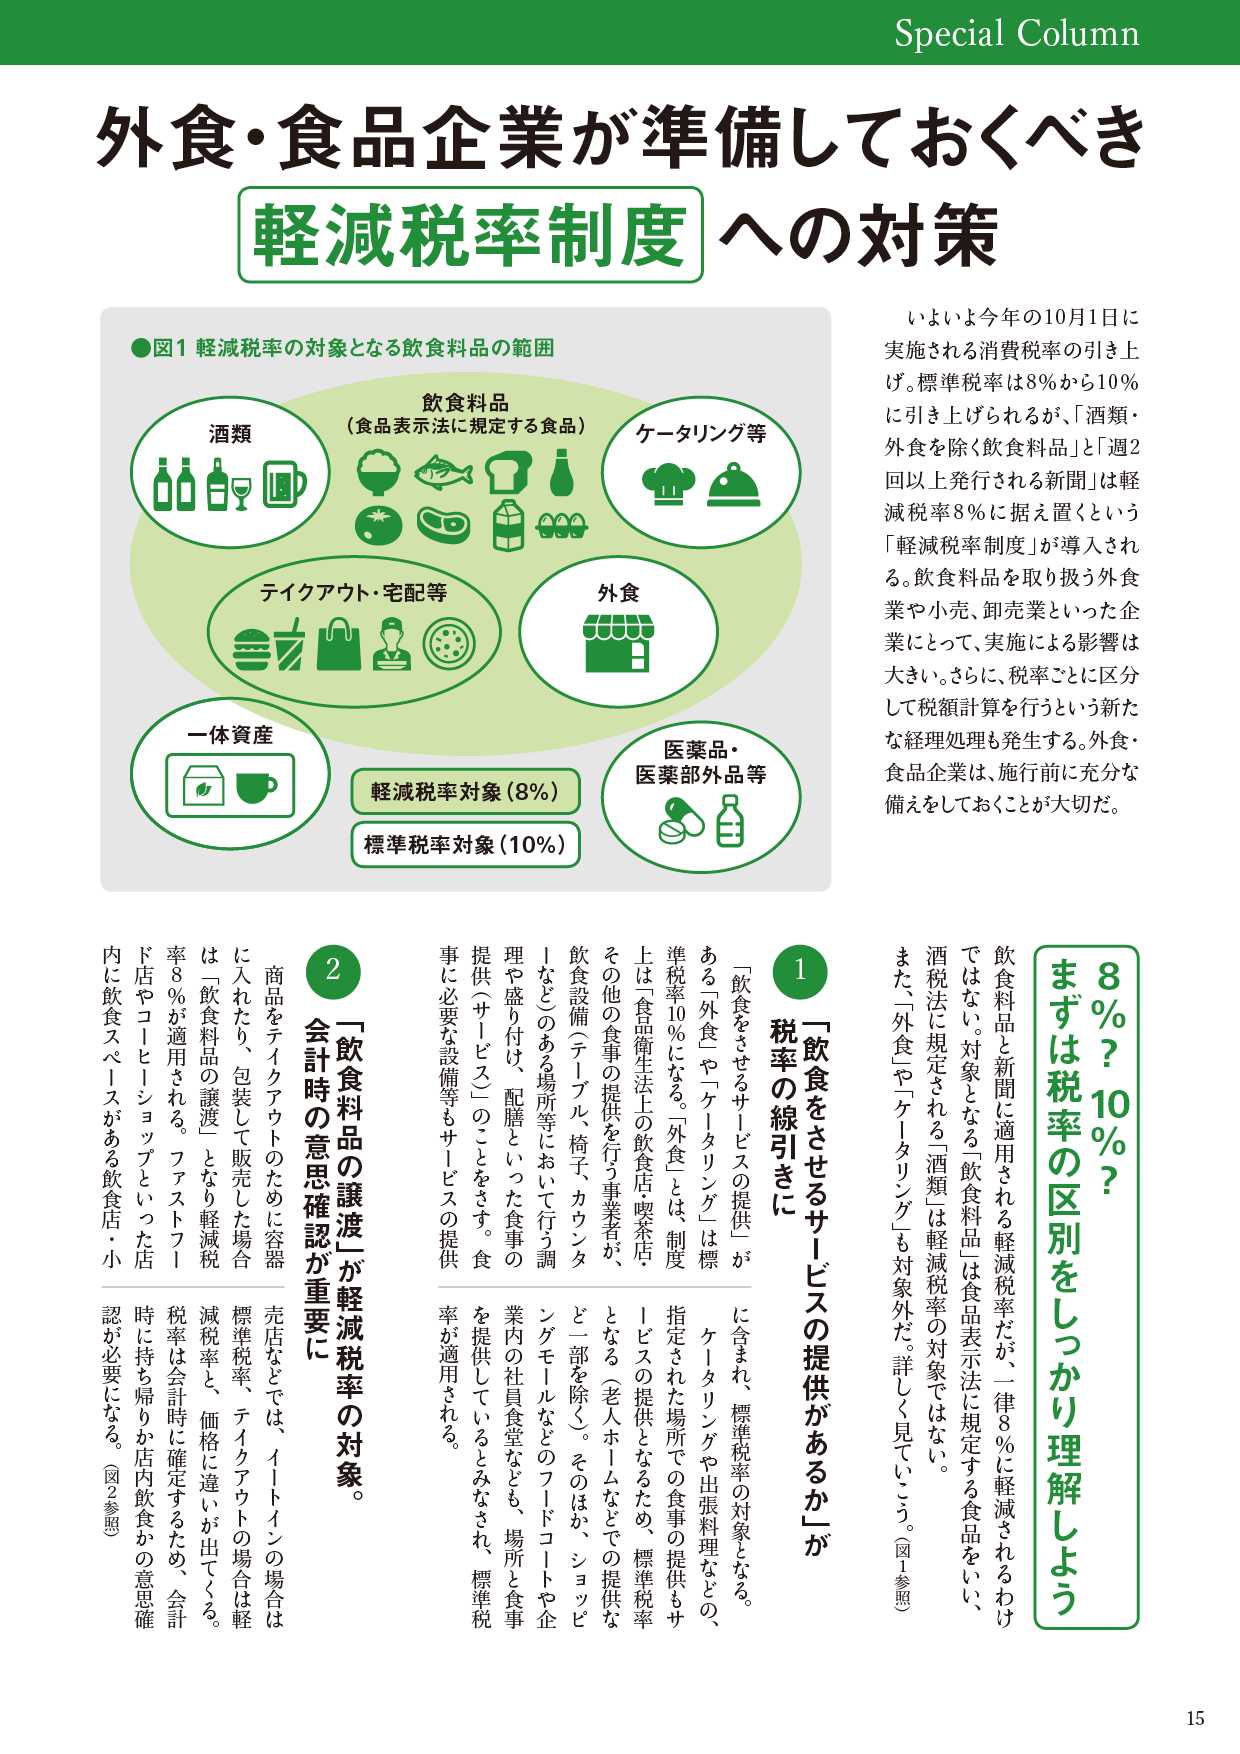 Special Column
外食・食品企業が準備しておくべき
軽減税率制度への対策
いよいよ今年の10月1日に
実施される消費税率の引き上
げ。標準税率は8％から10％
に引き上げられるが、「酒類・
外食を除く飲食料品」と「週2
回以上発行される新聞」は軽
減税率8％に据え置くという
「軽減税率制度」が導入され
る。飲食料品を取り扱う外食
業や小売、卸売業といった企
業にとって、実施による影響は
大きい。さらに、税率ごとに区分
して税額計算を行うという新た
な経理処理も発生する。外食・
食品企業は、施行前に充分な
備えをしておくことが大切だ。
●図1 軽減税率の対象となる飲食料品の範囲
飲食料品
（食品表示法に規定する食品）
酒類
ケータリング等
テイクアウト・宅配等
外食
一体資産
医薬品・
医薬部外品等
軽減税率対象（8%）
標準税率対象（10%）
8％？ 10％？
まずは税率の区別をしっかり理解しよう
飲食料品と新聞に適用される軽減税率だが、一律8％に軽減されるわけ
ではない。対象となる「飲食料品」は食品表示法に規定する食品をいい、
酒税法に規定される「酒類」は軽減税率の対象ではない。
また、「外食」や「ケータリング」も対象外だ。詳しく見ていこう。（図1参照）
1
「飲食をさせるサービスの提供があるか」が
税率の線引きに
「飲食をさせるサービスの提供」が
ある「外食」や「ケータリング」は標
準税率10％になる。「外食」とは、制度
上は「食品衛生法上の飲食店・喫茶店・
その他の食事の提供を行う事業者が、
飲食設備（テーブル、椅子、カウンタ
ーなど）のある場所等において行う調
理や盛り付け、配膳といった食事の
提供（サービス）」のことをさす。食
事に必要な設備等もサービスの提供
に含まれ、標準税率の対象となる。
ケータリングや出張料理などの、
指定された場所での食事の提供もサ
ービスの提供となるため、標準税率
となる（老人ホームなどでの提供な
ど一部を除く）。そのほか、ショッピ
ングモールなどのフードコートや企
業内の社員食堂なども、場所と食事
を提供しているとみなされ、標準税
率が適用される。
2
「飲食料品の譲渡」が軽減税率の対象。
会計時の意思確認が重要に
商品をテイクアウトのために容器
に入れたり、包装して販売した場合
は「飲食料品の譲渡」となり軽減税
率8％が適用される。ファストフー
ド店やコーヒーショップといった店
内に飲食スペースがある飲食店・小
売店などでは、イートインの場合は
標準税率、テイクアウトの場合は軽
減税率と、価格に違いが出てくる。
税率は会計時に確定するため、会計
時に持ち帰りか店内飲食かの意思確
認が必要になる。（図2参照）
15